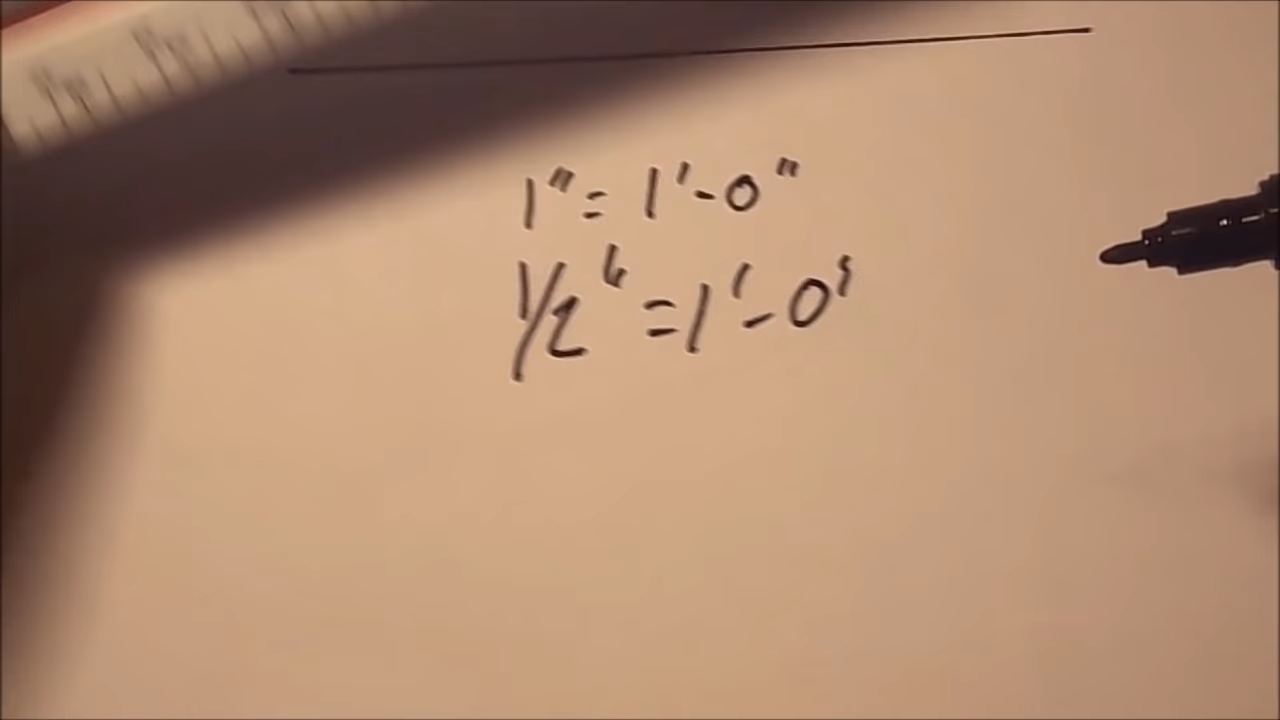 1" = 1'-0"
1/2" = 1'-0"